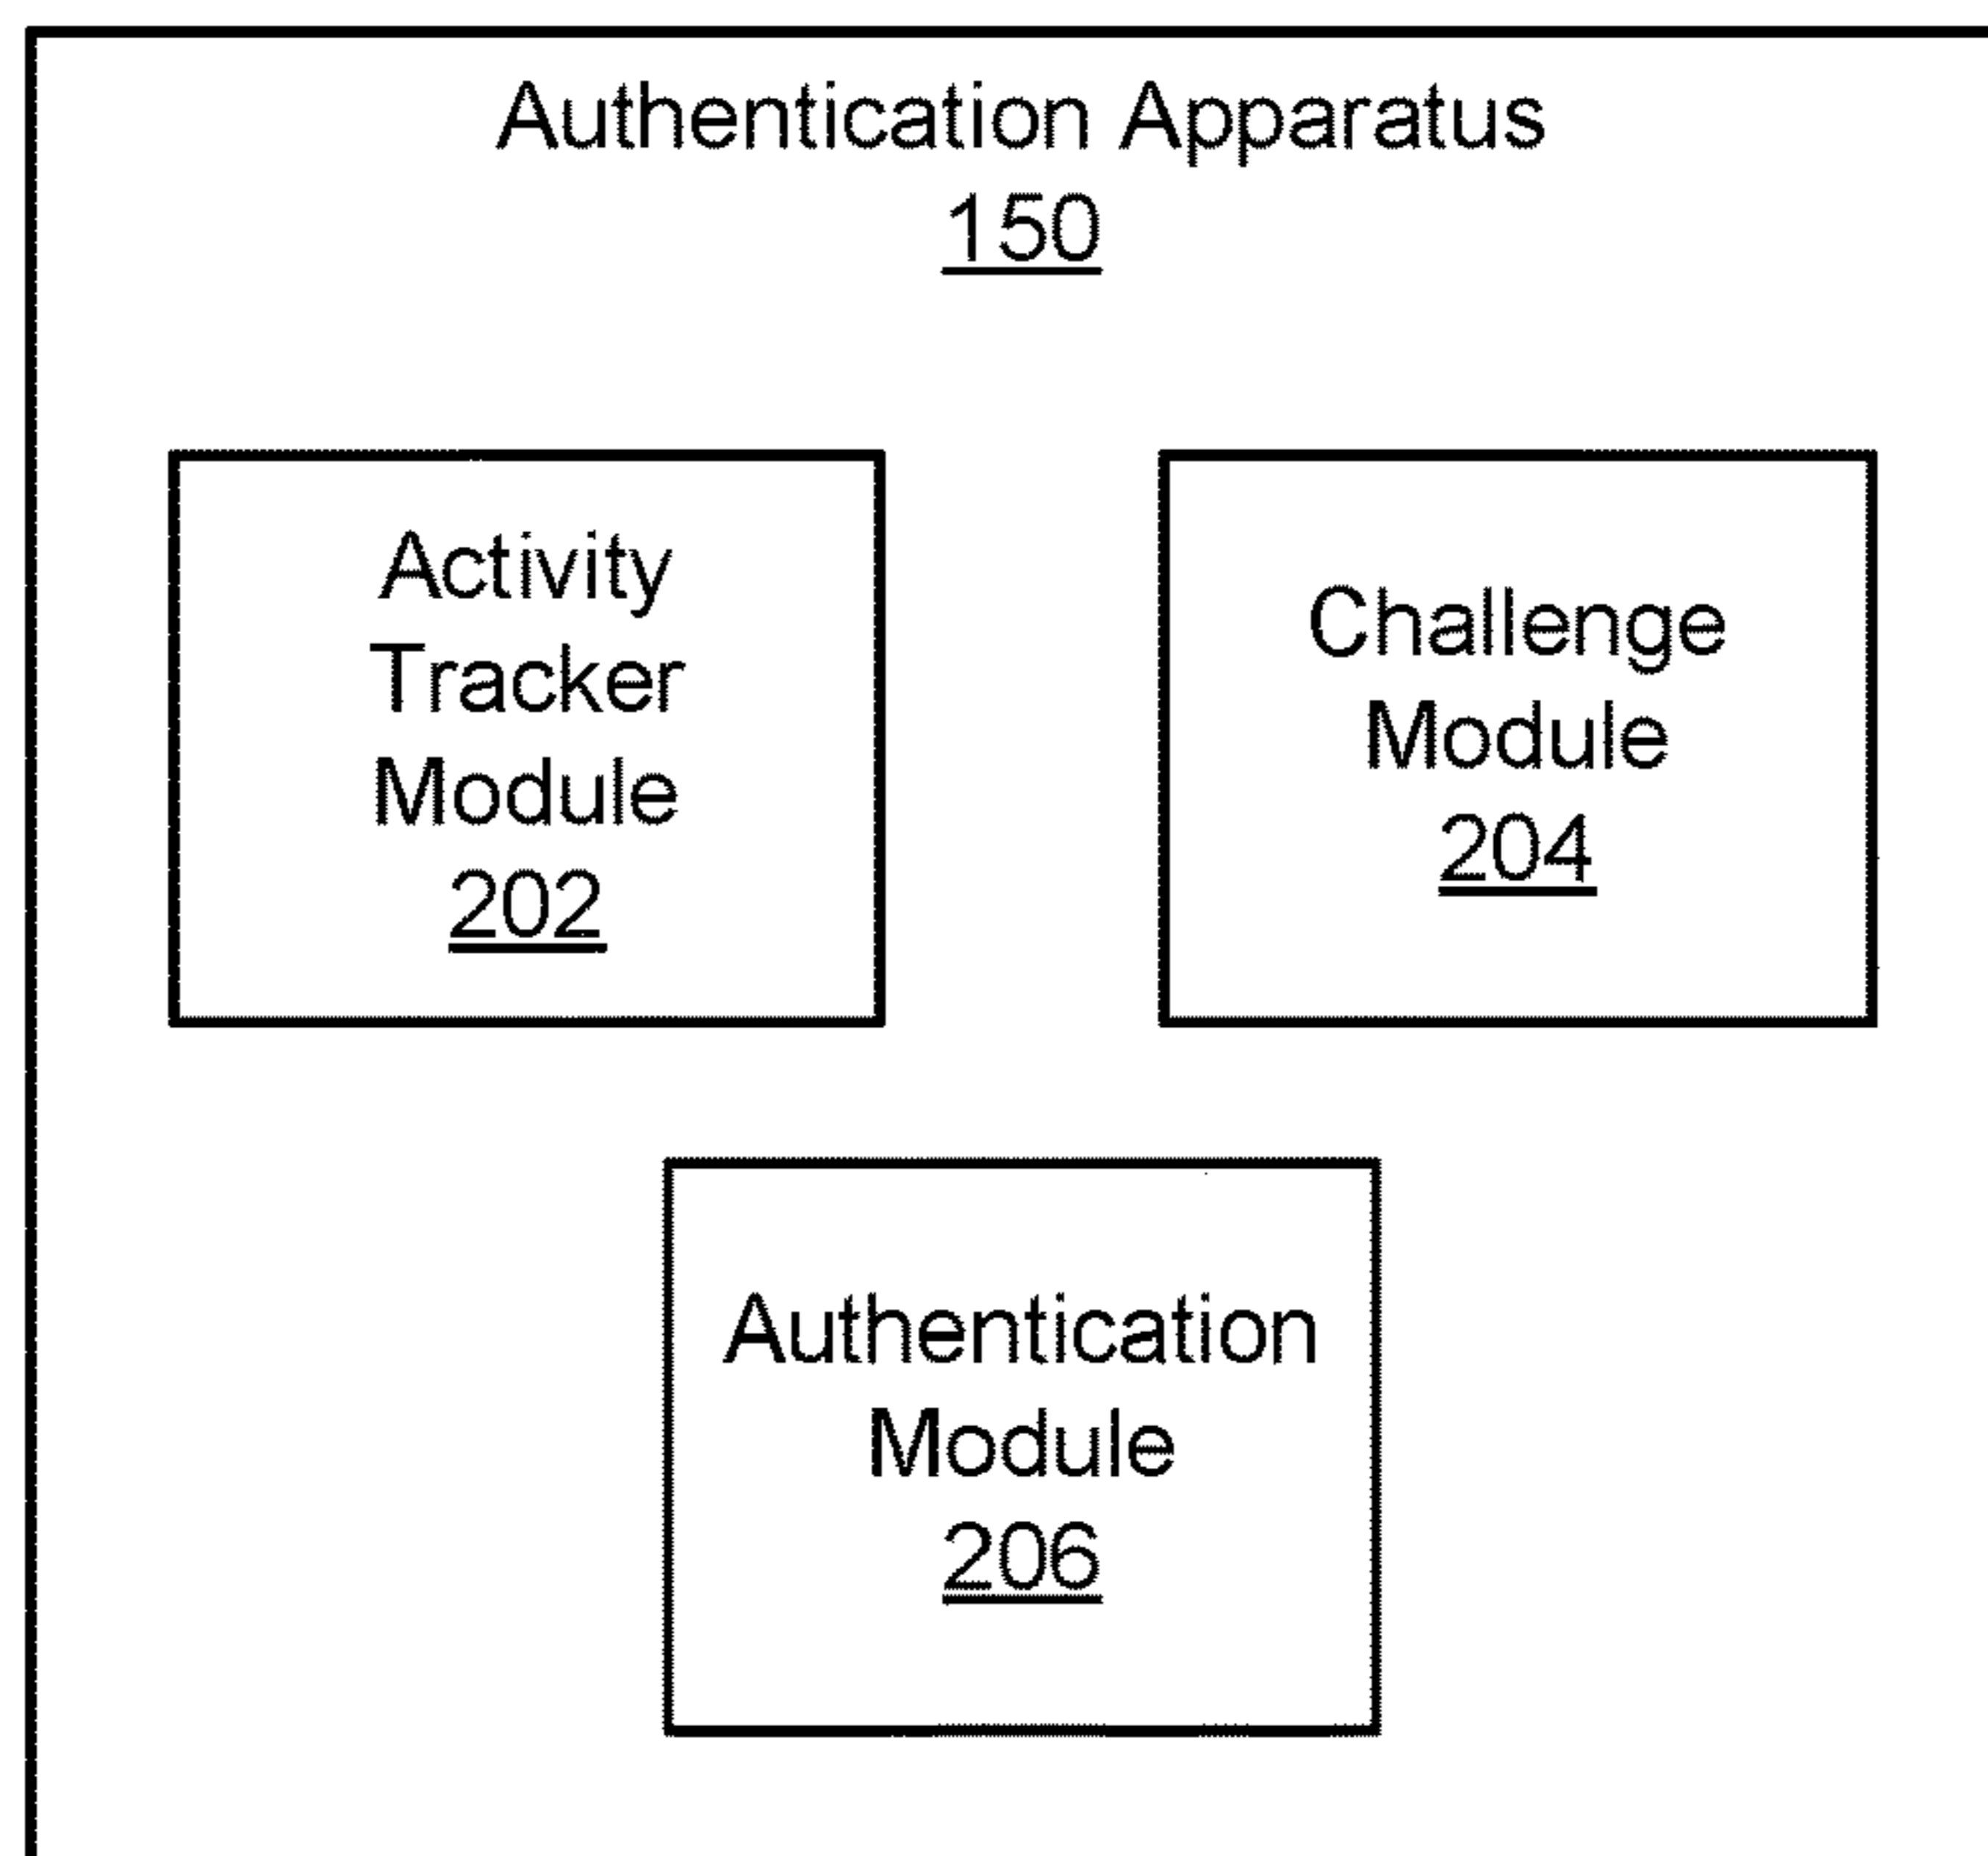 Authentication Apparatus
150
Activity
Tracker
Module
202
Challenge
Module
204
Authentication
Module
206